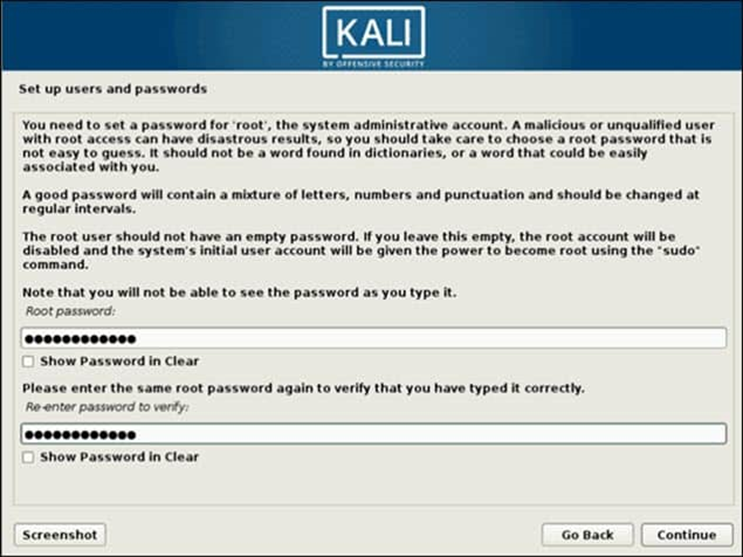 KALI
BY OFFENSIVE SECURITY
Set up users and passwords
You need to set a password for 'root', the system administrative account. A malicious or unqualified user
with root access can have disastrous results, so you should take care to choose a root password that is
not easy to guess. It should not be a word found in dictionaries, or a word that could be easily
associated with you.
A good password will contain a mixture of letters, numbers and punctuation and should be changed at
regular intervals.
The root user should not have an empty password. If you leave this empty, the root account will be
disabled and the system's initial user account will be given the power to become root using the "sudo"
command.
Note that you will not be able to see the password as you type it.
Root password:
●●●●●●●●●●●●
Show Password in Clear
Please enter the same root password again to verify that you have typed it correctly.
Re-enter password to verify:
●●●●●●●●●●●●
Show Password in Clear
Screenshot
Go Back
Continue